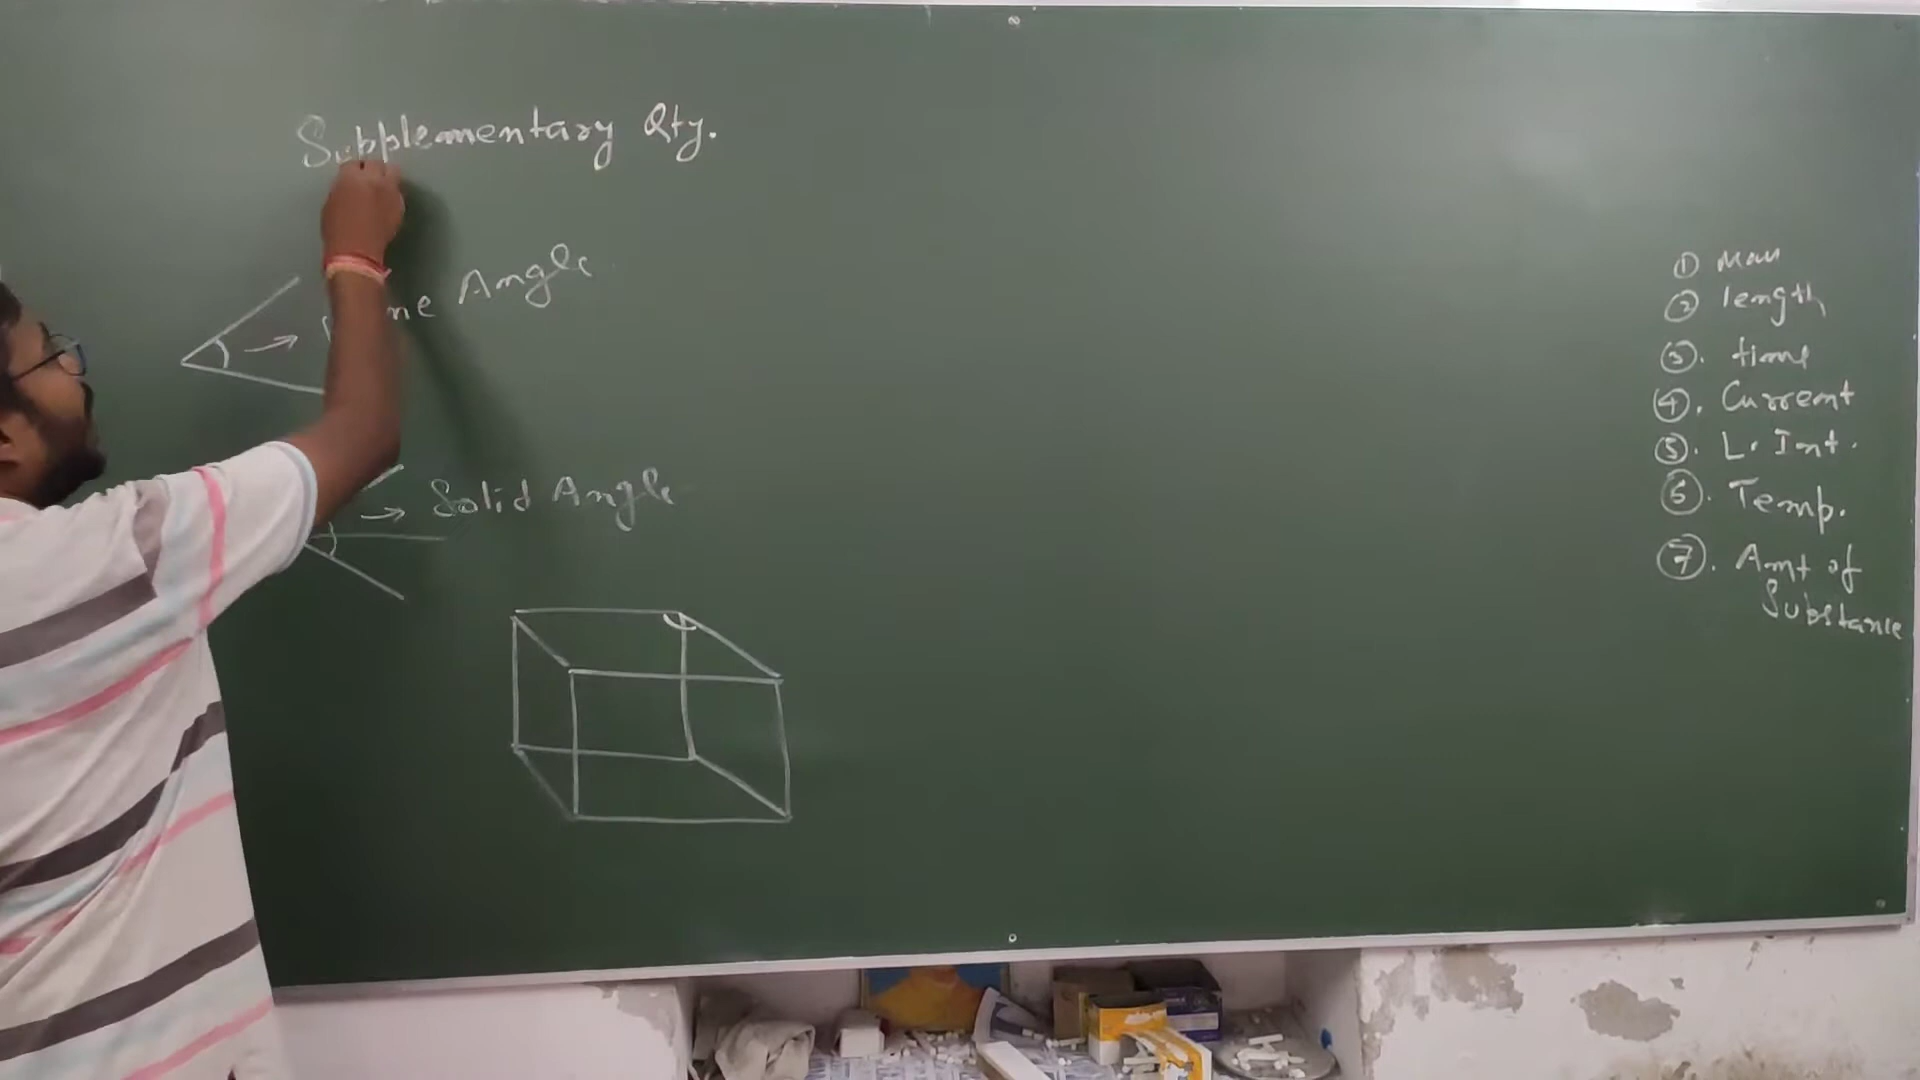 Supplementary Qty.
→ Angle
→ Solid Angle
① Mass
② length
③. time
④. Current
⑤. L. Int.
⑥. Temp.
⑦. Amt of
Substance